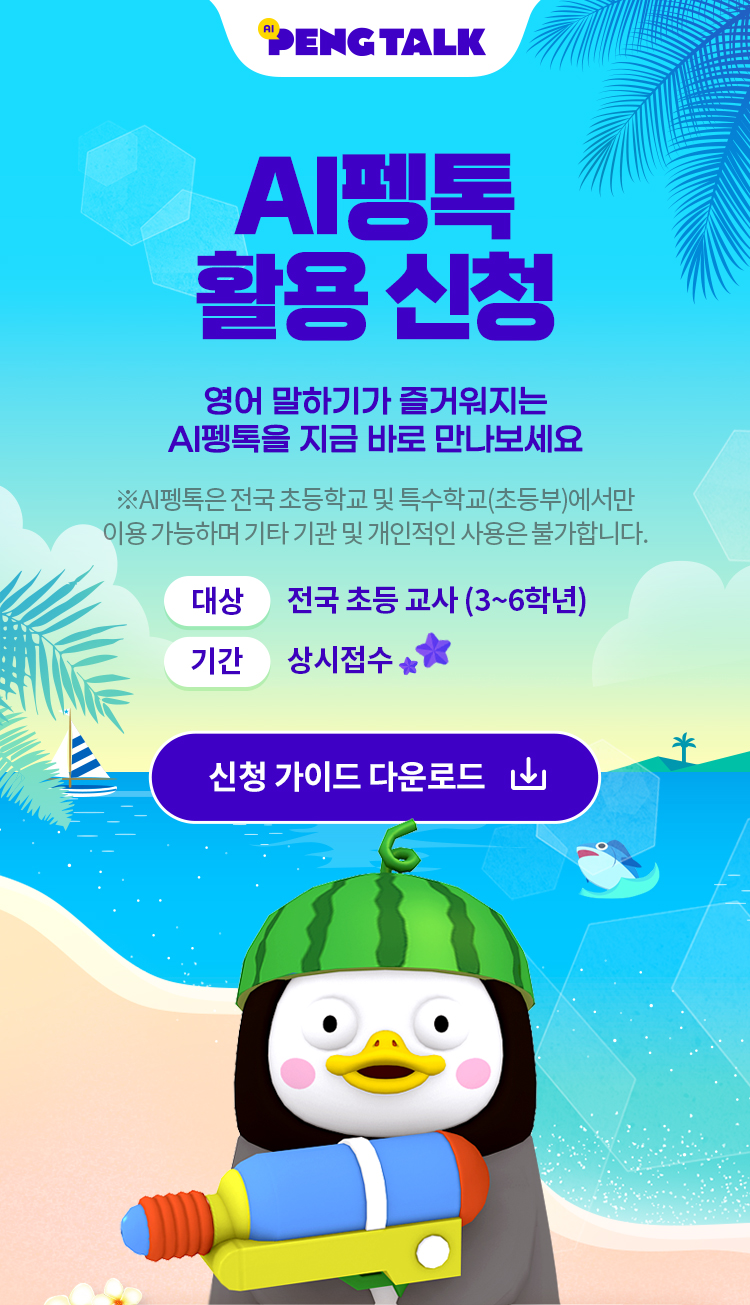 AI
PENGTALK
AI펭톡
활용 신청
영어 말하기가 즐거워지는
AI펭톡을 지금 바로 만나보세요
※AI펭톡은 전국 초등학교 및 특수학교(초등부)에서만
이용 가능하며 기타 기관 및 개인적인 사용은 불가합니다.
대상 전국 초등 교사 (3~6학년)
기간 상시접수
신청 가이드 다운로드